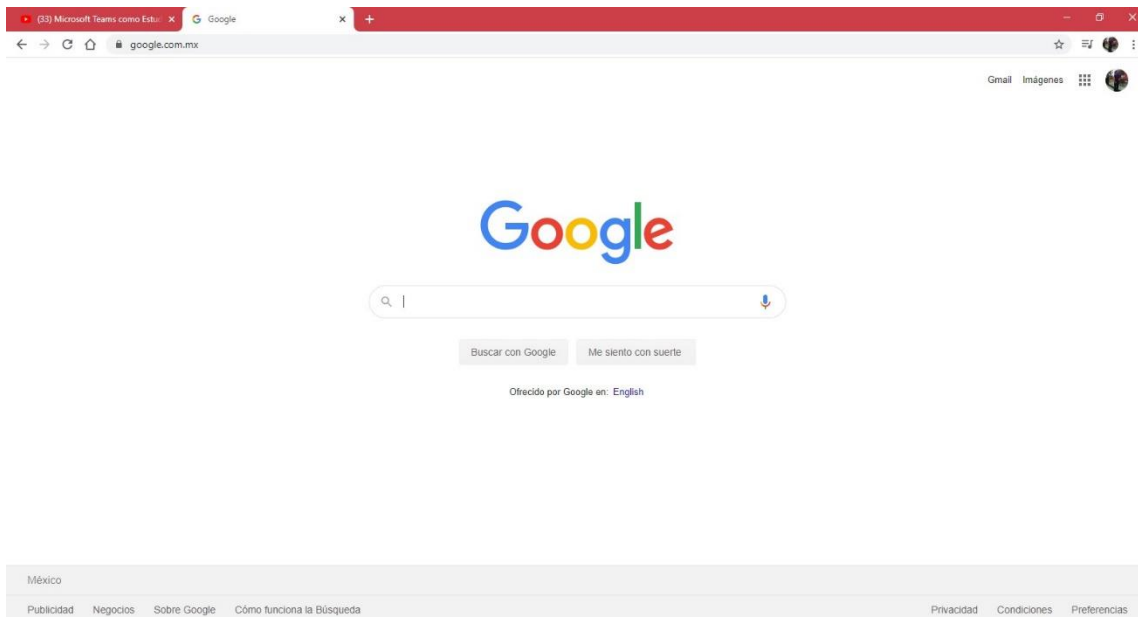 (33) Microsoft Teams como Estud
Google
google.com.mx
Gmail Imágenes
Google
Buscar con Google Me siento con suerte
Ofrecido por Google en: English
México
Publicidad Negocios Sobre Google Cómo funciona la Búsqueda Privacidad Condiciones Preferencias